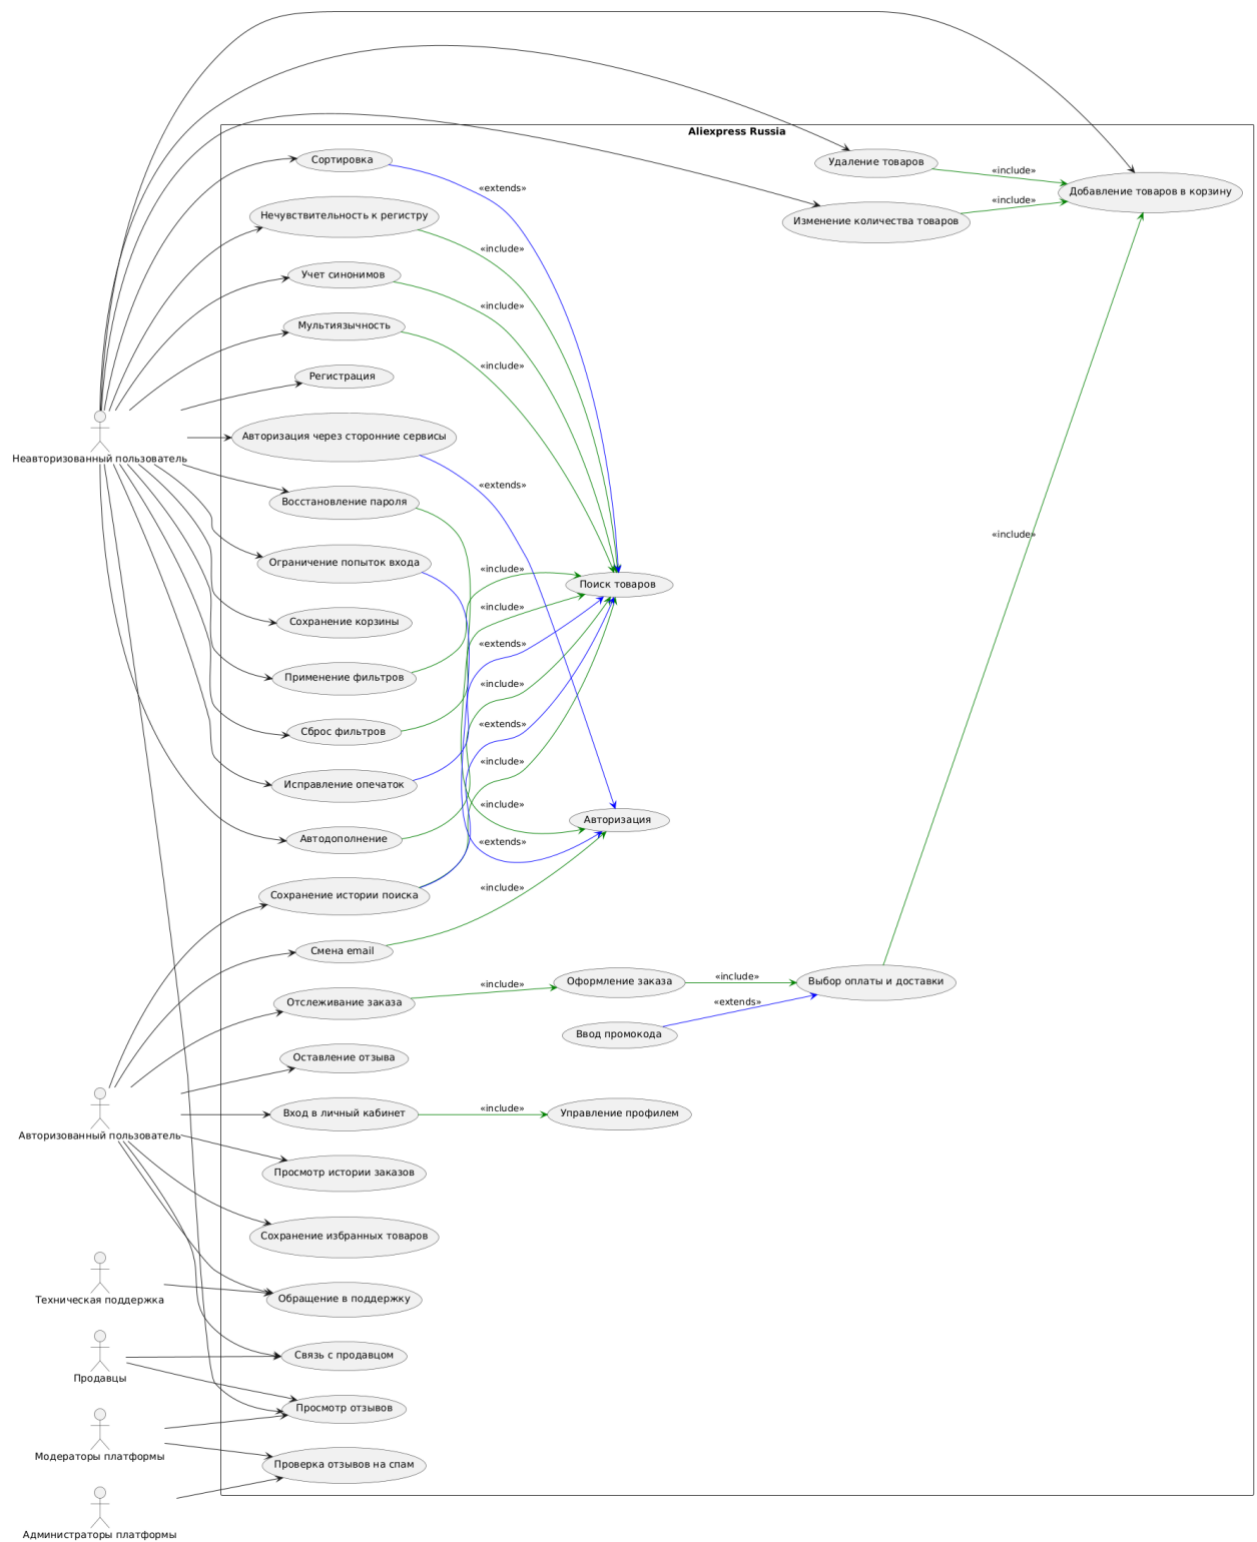 Aliexpress Russia
Сортировка
«extends»
Удаление товаров
«include»
Добавление товаров в корзину
Нечувствительность к регистру
«include»
Изменение количества товаров
«include»
Учет синонимов
«include»
Мультиязычность
«include»
Регистрация
Неавторизованный пользователь
Авторизация через сторонние сервисы
«extends»
Восстановление пароля
«include»
Ограничение попыток входа
«include»
Поиск товаров
«include»
Сохранение корзины
«extends»
Применение фильтров
«include»
Сброс фильтров
«extends»
Исправление опечаток
«include»
«include»
Авторизация
Автодополнение
«extends»
Сохранение истории поиска
«include»
Смена email
Отслеживание заказа
«include»
Оформление заказа
«include»
Выбор оплаты и доставки
«extends»
Ввод промокода
Оставление отзыва
Авторизованный пользователь
Вход в личный кабинет
«include»
Управление профилем
Просмотр истории заказов
Сохранение избранных товаров
Техническая поддержка
Обращение в поддержку
Продавцы
Связь с продавцом
Просмотр отзывов
Модераторы платформы
Проверка отзывов на спам
Администраторы платформы